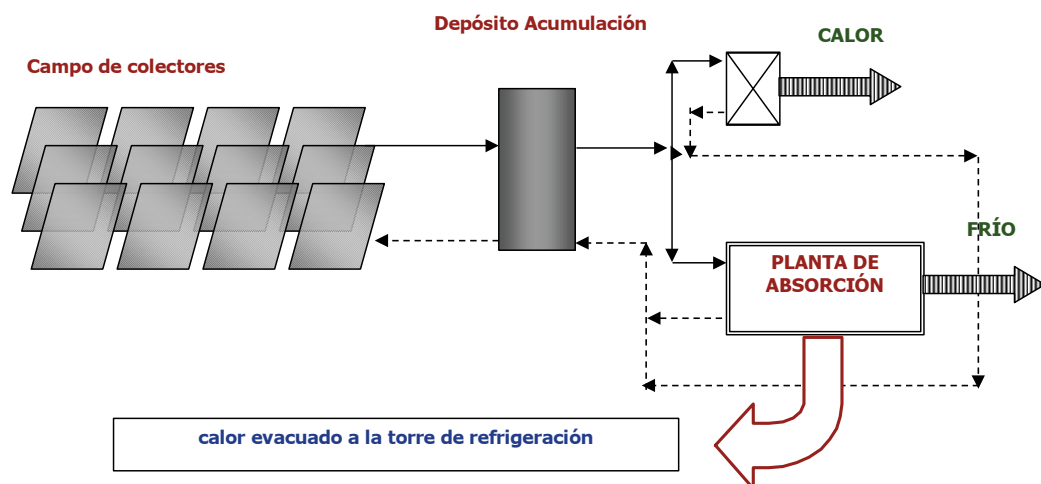 Depósito Acumulación
CALOR
Campo de colectores
FRÍO
PLANTA DE
ABSORCIÓN
calor evacuado a la torre de refrigeración